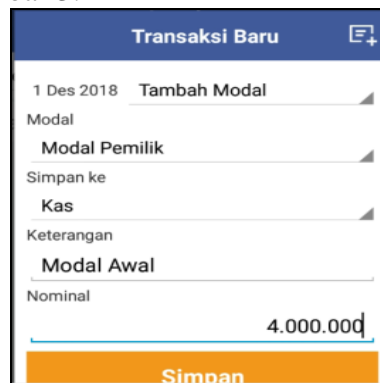 Transaksi Baru
1 Des 2018 Tambah Modal
Modal
Modal Pemilik
Simpan ke
Kas
Keterangan
Modal Awal
Nominal
4.000.000
Simpan